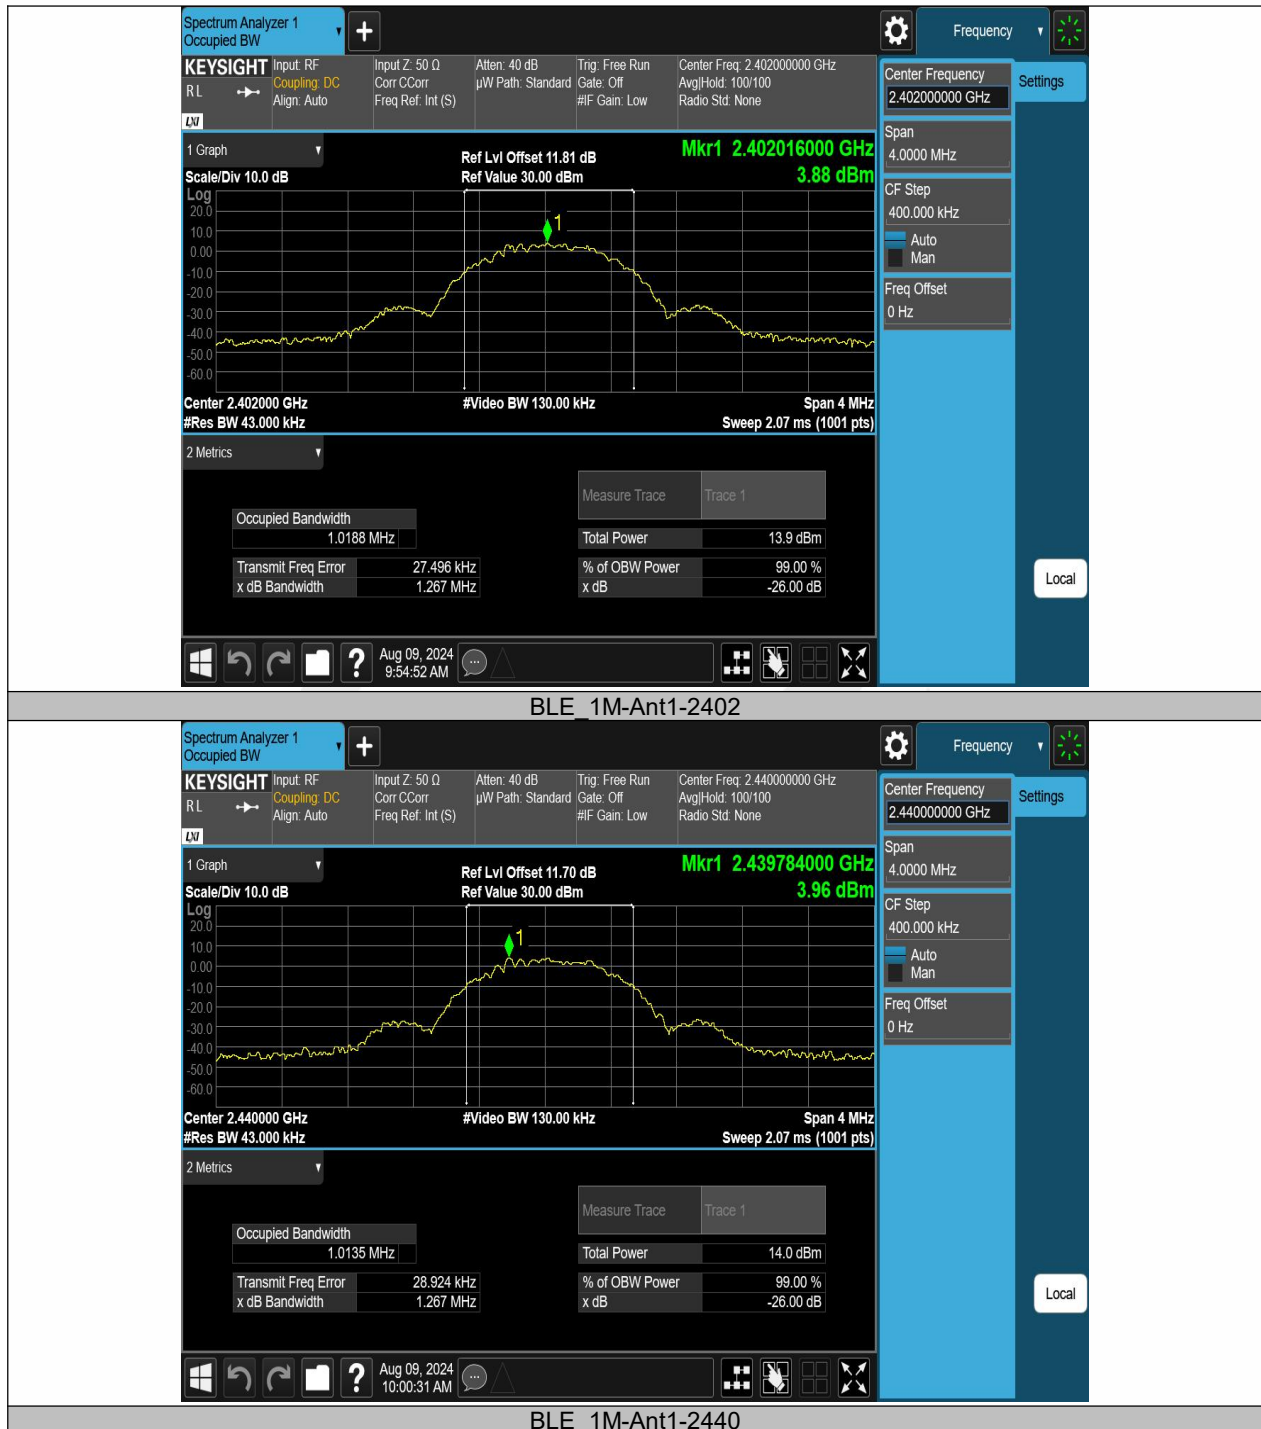 Spectrum Analyzer 1
Occupied BW
+
Frequency
KEYSIGHT
R L
LXI
Input: RF
Coupling: DC
Align: Auto
Input Z: 50 Ω
Corr CCorr
Freq Ref: Int (S)
Atten: 40 dB
µW Path: Standard
Trig: Free Run
Gate: Off
#IF Gain: Low
Center Freq: 2.402000000 GHz
Avg|Hold: 100/100
Radio Std: None
Center Frequency
2.402000000 GHz
Settings
Span
4.0000 MHz
CF Step
400.000 kHz
Auto
Man
Freq Offset
0 Hz
Local
1 Graph
Scale/Div 10.0 dB
Ref Lvl Offset 11.81 dB
Ref Value 30.00 dBm
Mkr1 2.402016000 GHz
3.88 dBm
Log
20.0
10.0
0.00
-10.0
-20.0
-30.0
-40.0
-50.0
-60.0
1
Center 2.402000 GHz
#Video BW 130.00 kHz
Span 4 MHz
#Res BW 43.000 kHz
Sweep 2.07 ms (1001 pts)
2 Metrics
Measure Trace Trace 1
Occupied Bandwidth
1.0188 MHz
Total Power 13.9 dBm
Transmit Freq Error 27.496 kHz
% of OBW Power 99.00 %
x dB Bandwidth 1.267 MHz
x dB -26.00 dB
?
Aug 09, 2024
9:54:52 AM
BLE_1M-Ant1-2402
Spectrum Analyzer 1
Occupied BW
+
Frequency
KEYSIGHT
R L
LXI
Input: RF
Coupling: DC
Align: Auto
Input Z: 50 Ω
Corr CCorr
Freq Ref: Int (S)
Atten: 40 dB
µW Path: Standard
Trig: Free Run
Gate: Off
#IF Gain: Low
Center Freq: 2.440000000 GHz
Avg|Hold: 100/100
Radio Std: None
Center Frequency
2.440000000 GHz
Settings
Span
4.0000 MHz
CF Step
400.000 kHz
Auto
Man
Freq Offset
0 Hz
Local
1 Graph
Scale/Div 10.0 dB
Ref Lvl Offset 11.70 dB
Ref Value 30.00 dBm
Mkr1 2.439784000 GHz
3.96 dBm
Log
20.0
10.0
0.00
-10.0
-20.0
-30.0
-40.0
-50.0
-60.0
1
Center 2.440000 GHz
#Video BW 130.00 kHz
Span 4 MHz
#Res BW 43.000 kHz
Sweep 2.07 ms (1001 pts)
2 Metrics
Measure Trace Trace 1
Occupied Bandwidth
1.0135 MHz
Total Power 14.0 dBm
Transmit Freq Error 28.924 kHz
% of OBW Power 99.00 %
x dB Bandwidth 1.267 MHz
x dB -26.00 dB
?
Aug 09, 2024
10:00:31 AM
BLE_1M-Ant1-2440